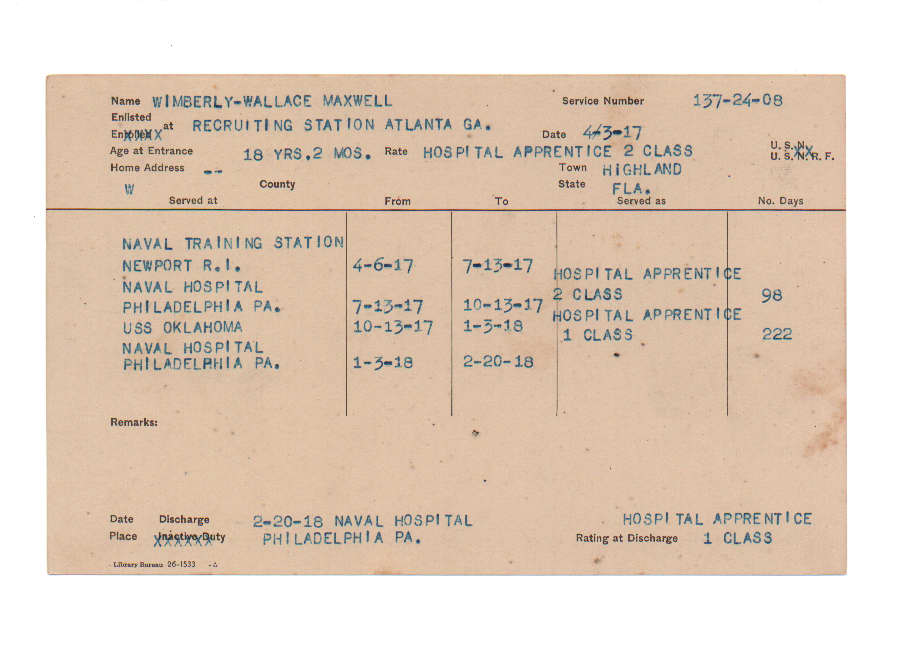 Name WIMBERLY-WALLACE MAXWELL Service Number 137-24-08
Enlisted
Enrolled at RECRUITING STATION ATLANTA GA. Date 4-3-17
Age at Entrance 18 YRS.2 MOS. Rate HOSPITAL APPRENTICE 2 CLASS U. S. N.
U. S. N. R. F.
Home Address -- Town HIGHLAND
W County State FLA.
Served at From To Served as No. Days
NAVAL TRAINING STATION
NEWPORT R.I. 4-6-17 7-13-17 HOSPITAL APPRENTICE
NAVAL HOSPITAL 2 CLASS 98
PHILADELPHIA PA. 7-13-17 10-13-17 HOSPITAL APPRENTICE
USS OKLAHOMA 10-13-17 1-3-18 1 CLASS 222
NAVAL HOSPITAL
PHILADELPHIA PA. 1-3-18 2-20-18
Remarks:
Date Discharge 2-20-18 NAVAL HOSPITAL HOSPITAL APPRENTICE
Place Inactive Duty PHILADELPHIA PA. Rating at Discharge 1 CLASS
Library Bureau 26-1533